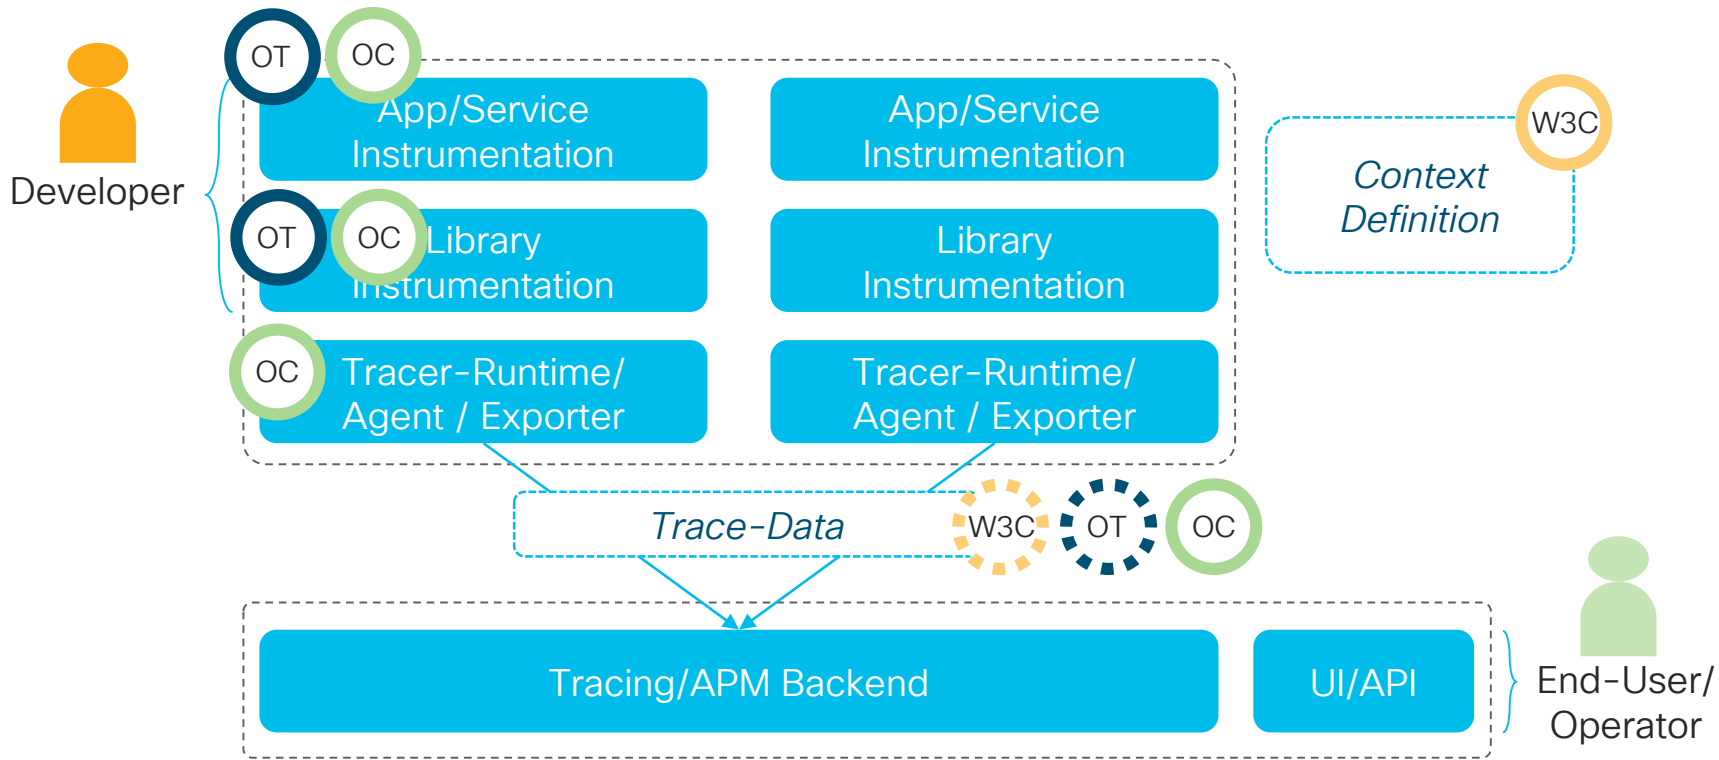 OT
OC
App/Service
Instrumentation
App/Service
Instrumentation
W3C
Context
Definition
Developer
OT
OC
Library
Instrumentation
Library
Instrumentation
OC
Tracer-Runtime/
Agent / Exporter
Tracer-Runtime/
Agent / Exporter
Trace-Data
W3C
OT
OC
Tracing/APM Backend
UI/API
End-User/
Operator